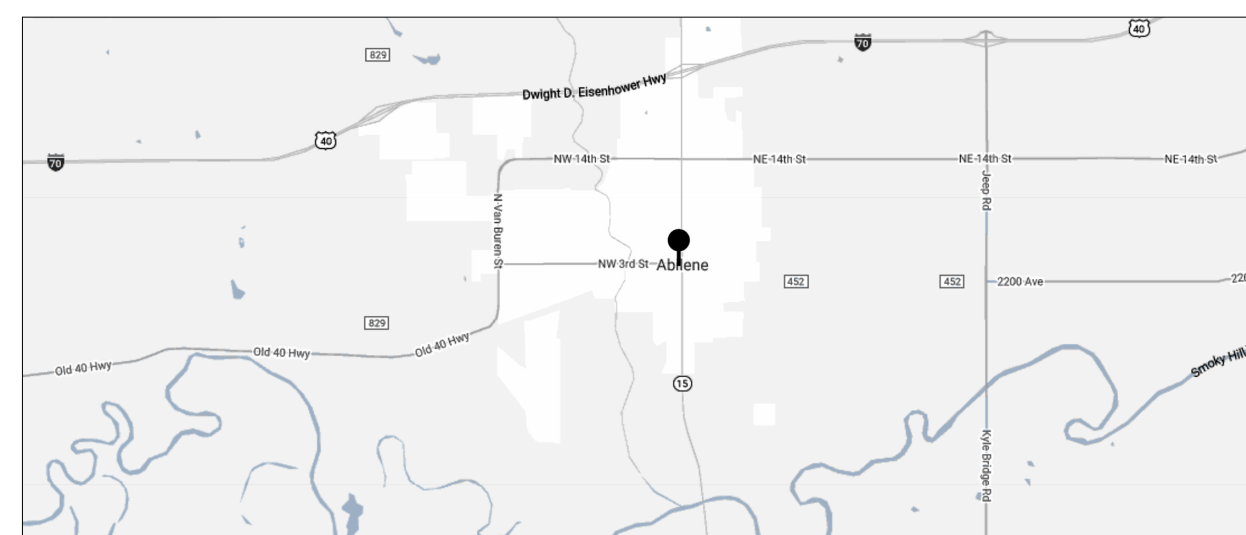 40
829
70
Dwight D. Eisenhower Hwy
40
70
NW 14th St
NE 14th St
NE 14th St
NE 14th St
Jeep Rd
N Van Buren St
NW 3rd St
Abilene
452
452
2200 Ave
220
829
Old 40 Hwy
Old 40 Hwy
Old 40 Hwy
Smoky Hill
15
Kyle Bridge Rd